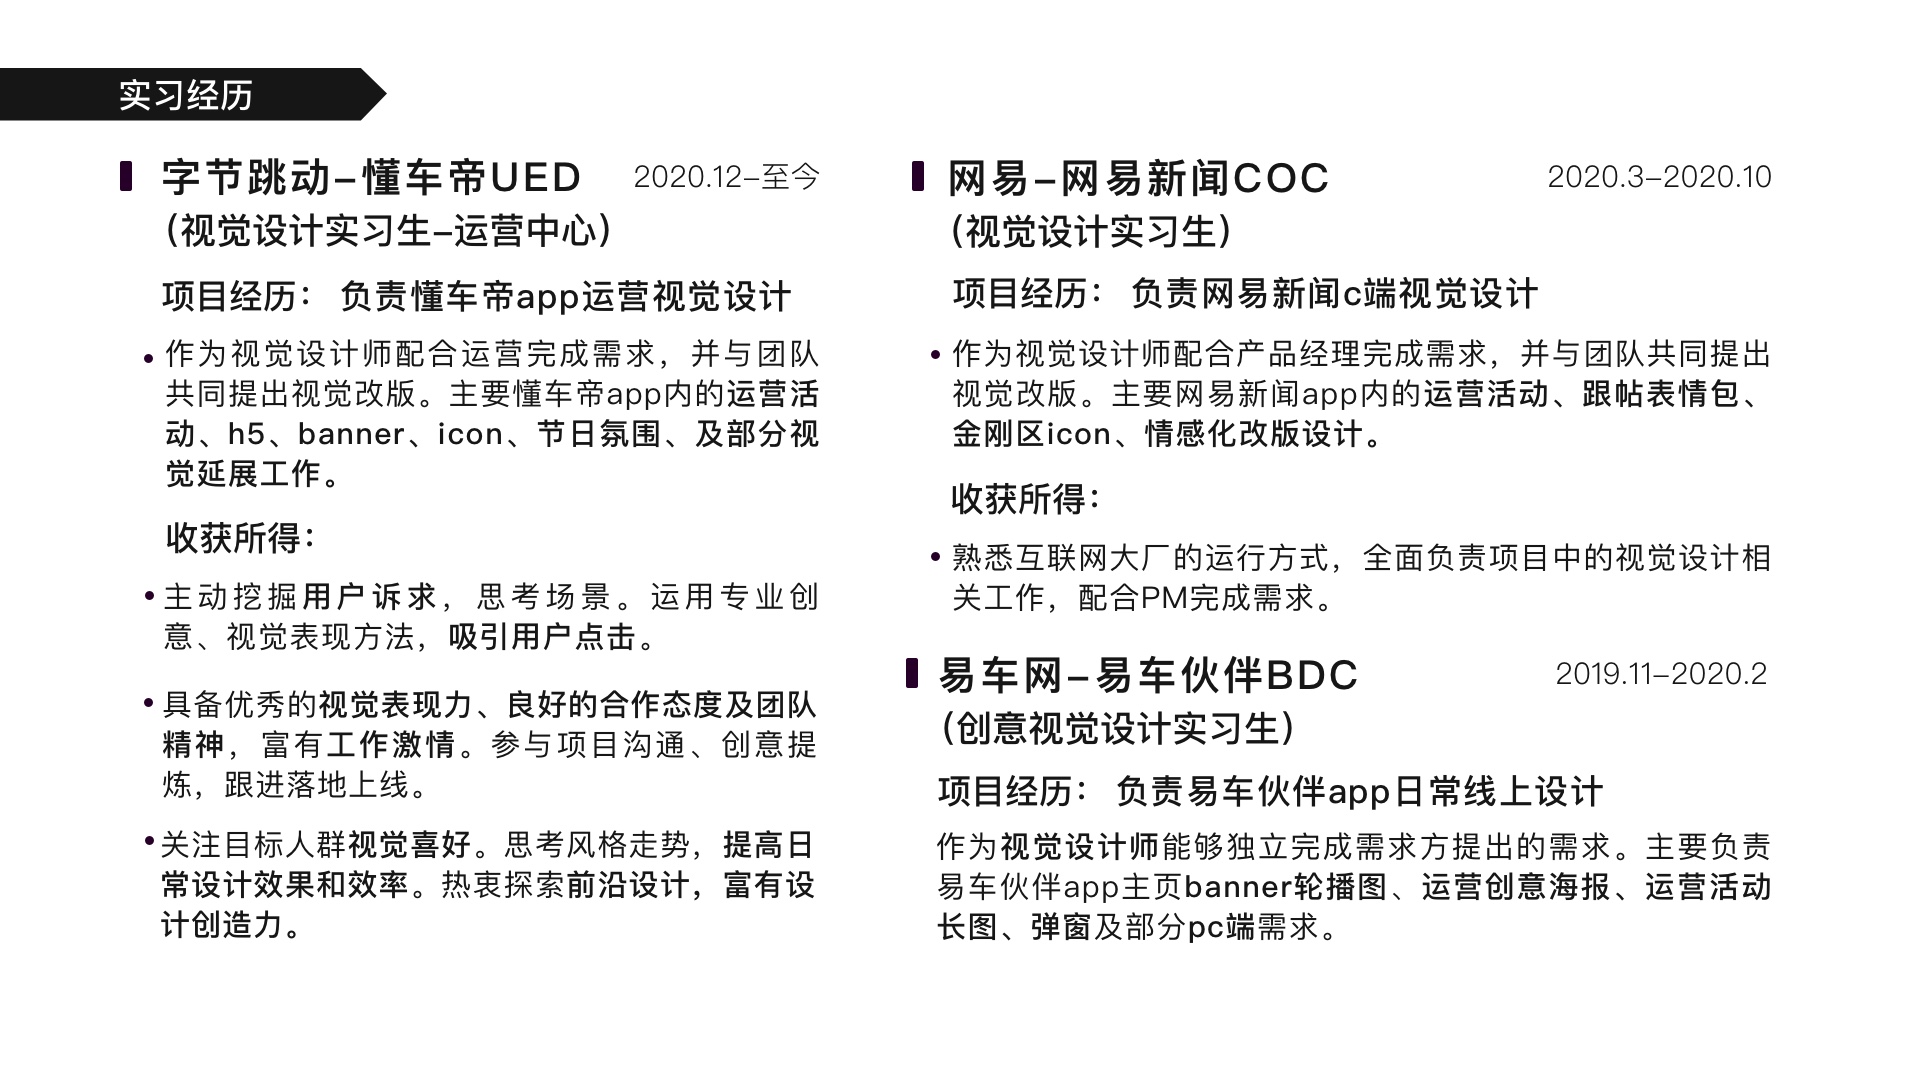 实习经历
字节跳动–懂车帝UED 2020.12–至今
（视觉设计实习生–运营中心）
项目经历： 负责懂车帝app运营视觉设计
• 作为视觉设计师配合运营完成需求，并与团队
共同提出视觉改版。主要懂车帝app内的运营活
动、h5、banner、icon、节日氛围、及部分视
觉延展工作。
收获所得：
• 主动挖掘用户诉求，思考场景。运用专业创
意、视觉表现方法，吸引用户点击。
• 具备优秀的视觉表现力、良好的合作态度及团队
精神，富有工作激情。参与项目沟通、创意提
炼，跟进落地上线。
• 关注目标人群视觉喜好。思考风格走势，提高日
常设计效果和效率。热衷探索前沿设计，富有设
计创造力。
网易–网易新闻COC 2020.3–2020.10
（视觉设计实习生）
项目经历： 负责网易新闻c端视觉设计
• 作为视觉设计师配合产品经理完成需求，并与团队共同提出
视觉改版。主要网易新闻app内的运营活动、跟帖表情包、
金刚区icon、情感化改版设计。
收获所得：
• 熟悉互联网大厂的运行方式，全面负责项目中的视觉设计相
关工作，配合PM完成需求。
易车网–易车伙伴BDC 2019.11–2020.2
（创意视觉设计实习生）
项目经历： 负责易车伙伴app日常线上设计
作为视觉设计师能够独立完成需求方提出的需求。主要负责
易车伙伴app主页banner轮播图、运营创意海报、运营活动
长图、弹窗及部分pc端需求。